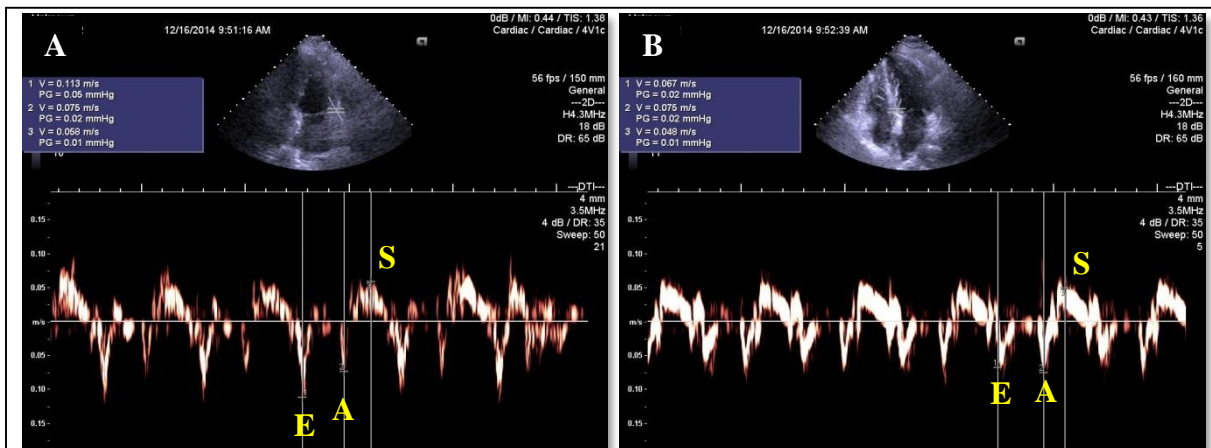 A
12/16/2014 9:51:16 AM
0dB / MI: 0.44 / TIS: 1.38
Cardiac / Cardiac / 4V1c
1 V = 0.113 m/s
PG = 0.05 mmHg
2 V = 0.075 m/s
PG = 0.02 mmHg
3 V = 0.058 m/s
PG = 0.01 mmHg
56 fps / 150 mm
General
---2D---
H4.3MHz
18 dB
DR: 65 dB
---DTI---
4 mm
3.5MHz
4 dB / DR: 35
Sweep: 50
21
0.15-
0.10-
0.05-
m/s
0.05-
0.10-
0.15-
S
E
A
B
12/16/2014 9:52:39 AM
0dB / MI: 0.43 / TIS: 1.36
Cardiac / Cardiac / 4V1c
1 V = 0.067 m/s
PG = 0.02 mmHg
2 V = 0.075 m/s
PG = 0.02 mmHg
3 V = 0.048 m/s
PG = 0.01 mmHg
56 fps / 160 mm
General
---2D---
H4.3MHz
18 dB
DR: 65 dB
---DTI---
4 mm
3.5MHz
4 dB / DR: 35
Sweep: 50
5
0.15-
0.10-
0.05-
m/s
0.05-
0.10-
0.15-
S
E
A